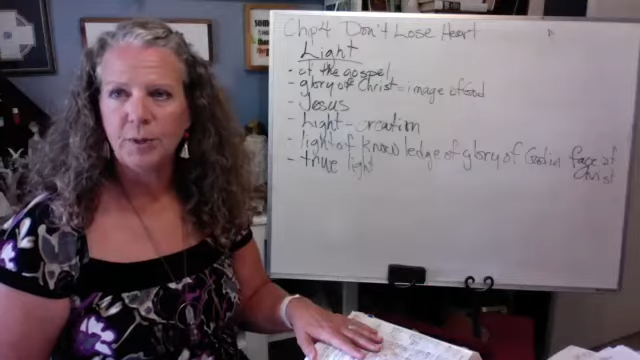 Chp 4 Don't Lose Heart
Light
- of the gospel
- glory of Christ = image of God
- Jesus
- Light - creation
- light of knowledge of glory of God in face of Christ
- true light